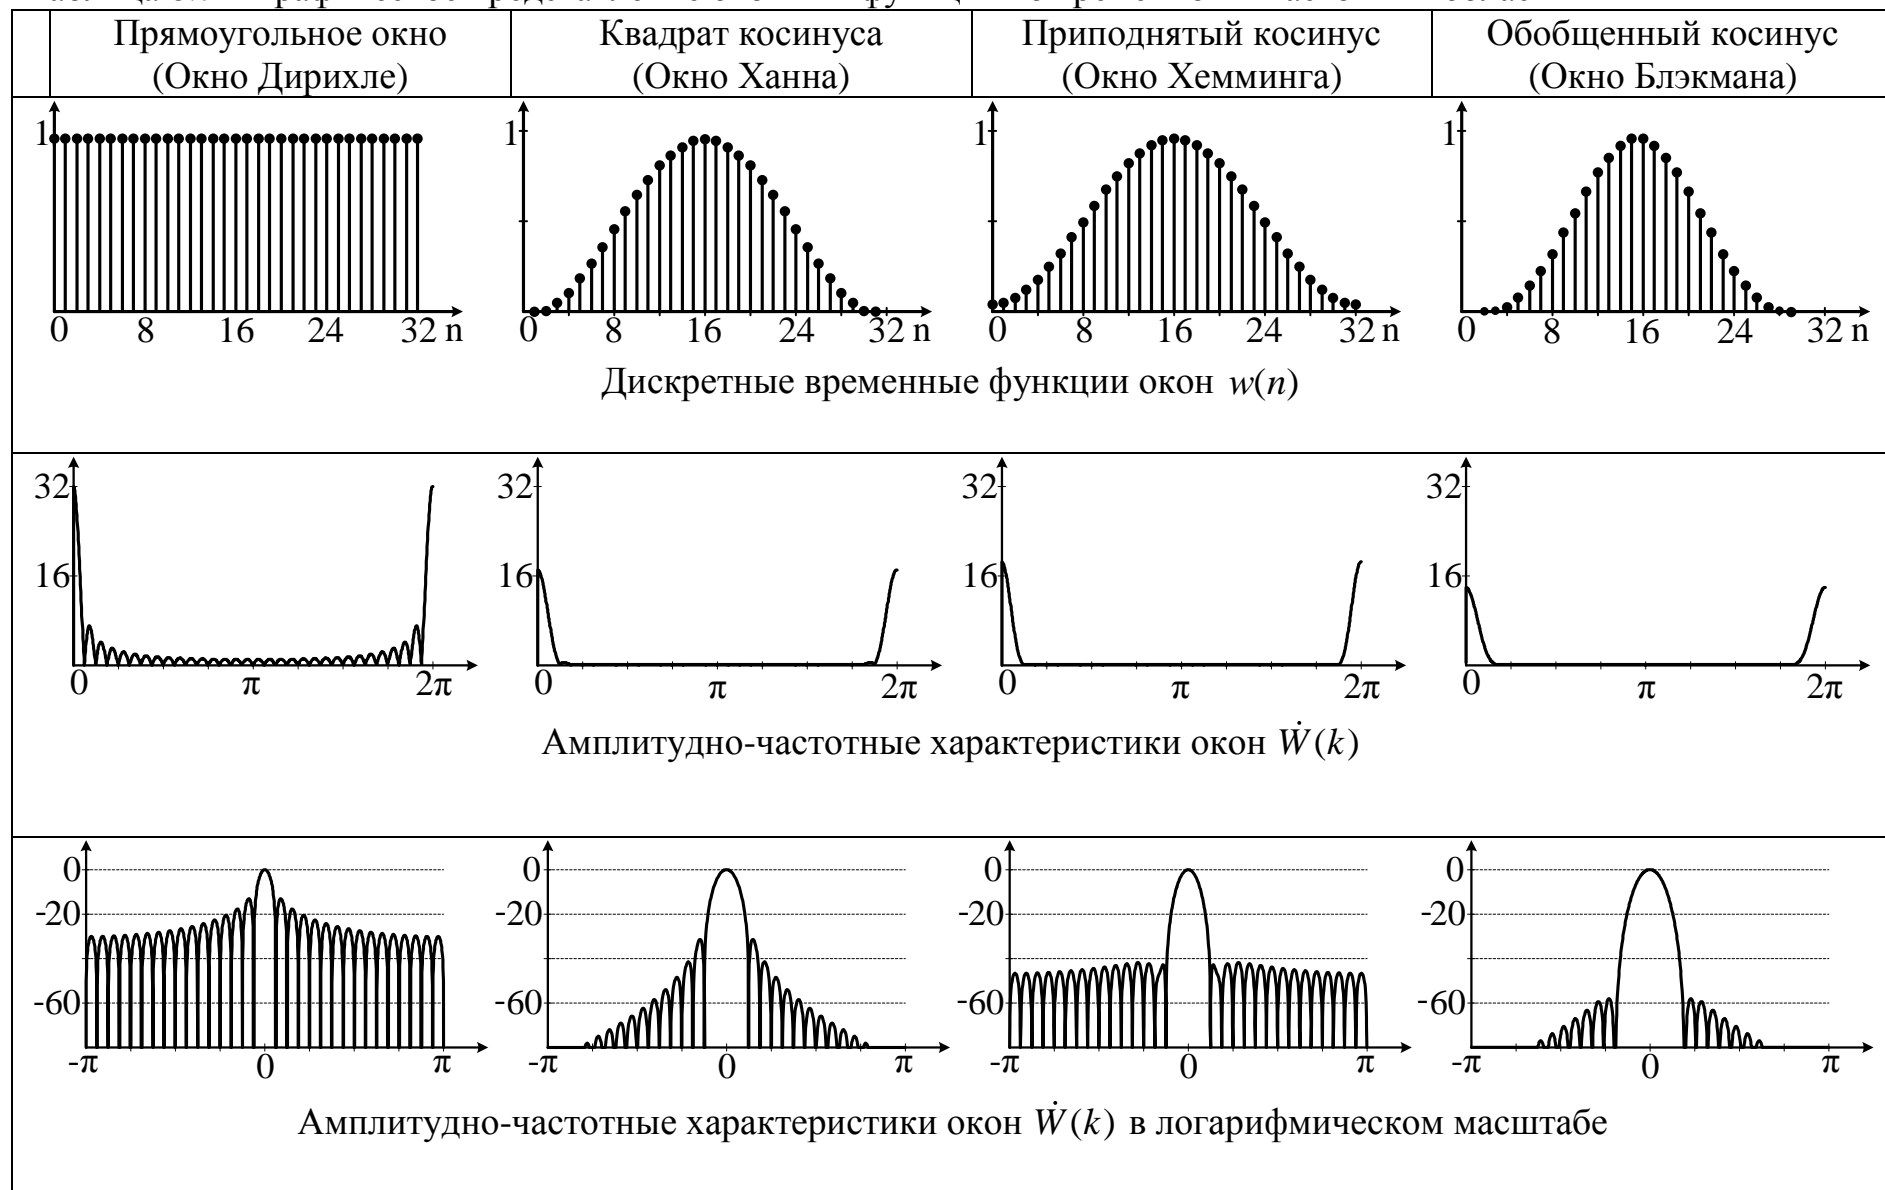 Прямоугольное окно
(Окно Дирихле)
Квадрат косинуса
(Окно Ханна)
Приподнятый косинус
(Окно Хемминга)
Обобщенный косинус
(Окно Блэкмана)
1
0 8 16 24 32 n
1
0 8 16 24 32 n
1
0 8 16 24 32 n
1
0 8 16 24 32 n
Дискретные временные функции окон w(n)
32
16
0 π 2π
32
16
0 π 2π
32
16
0 π 2π
32
16
0 π 2π
Амплитудно-частотные характеристики окон Ẇ(k)
0
-20
-60
-π 0 π
0
-20
-60
-π 0 π
0
-20
-60
-π 0 π
0
-20
-60
-π 0 π
Амплитудно-частотные характеристики окон Ẇ(k) в логарифмическом масштабе